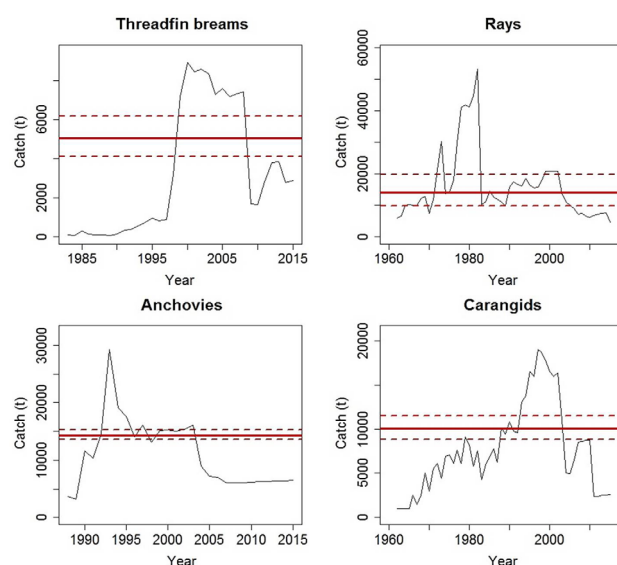 Threadfin breams
Catch (t)
0 2000 6000
1985 1995 2005 2015
Year
Rays
Catch (t)
0 20000 40000 60000
1960 1980 2000
Year
Anchovies
Catch (t)
0 10000 20000 30000
1990 1995 2000 2005 2010 2015
Year
Carangids
Catch (t)
0 5000 10000 20000
1960 1980 2000
Year